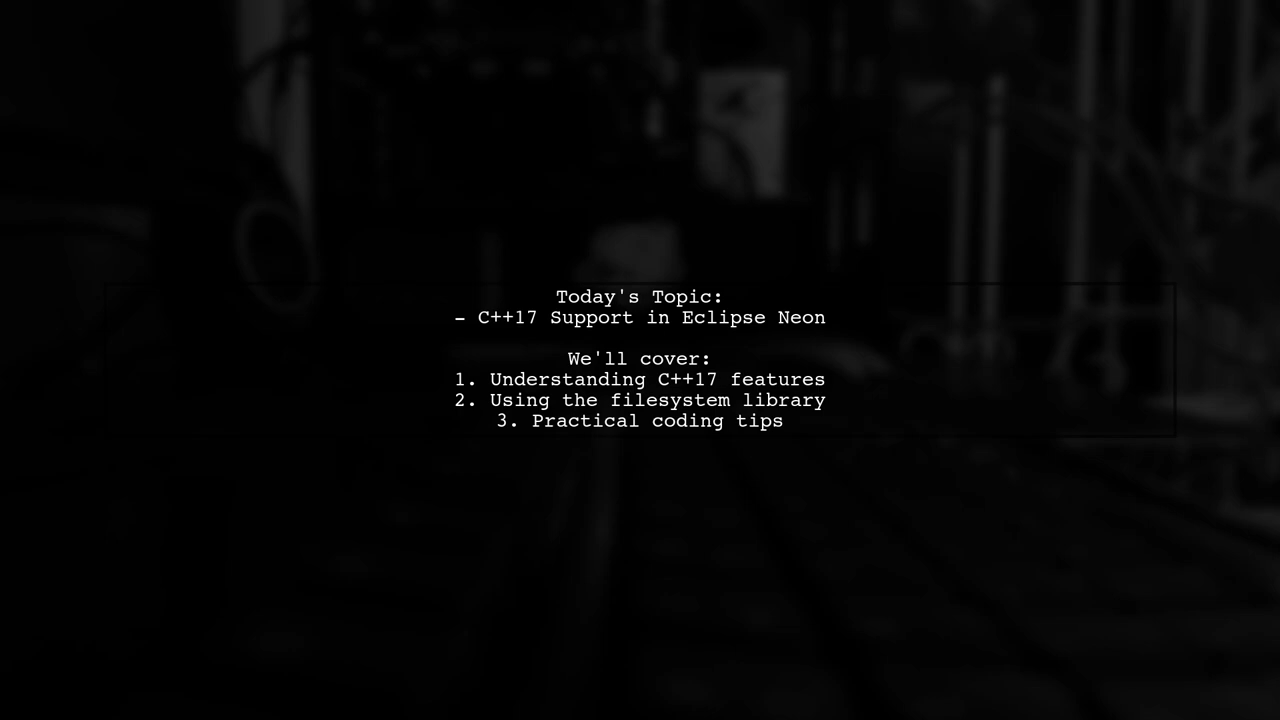 Today's Topic:
- C++17 Support in Eclipse Neon
We'll cover:
1. Understanding C++17 features
2. Using the filesystem library
3. Practical coding tips